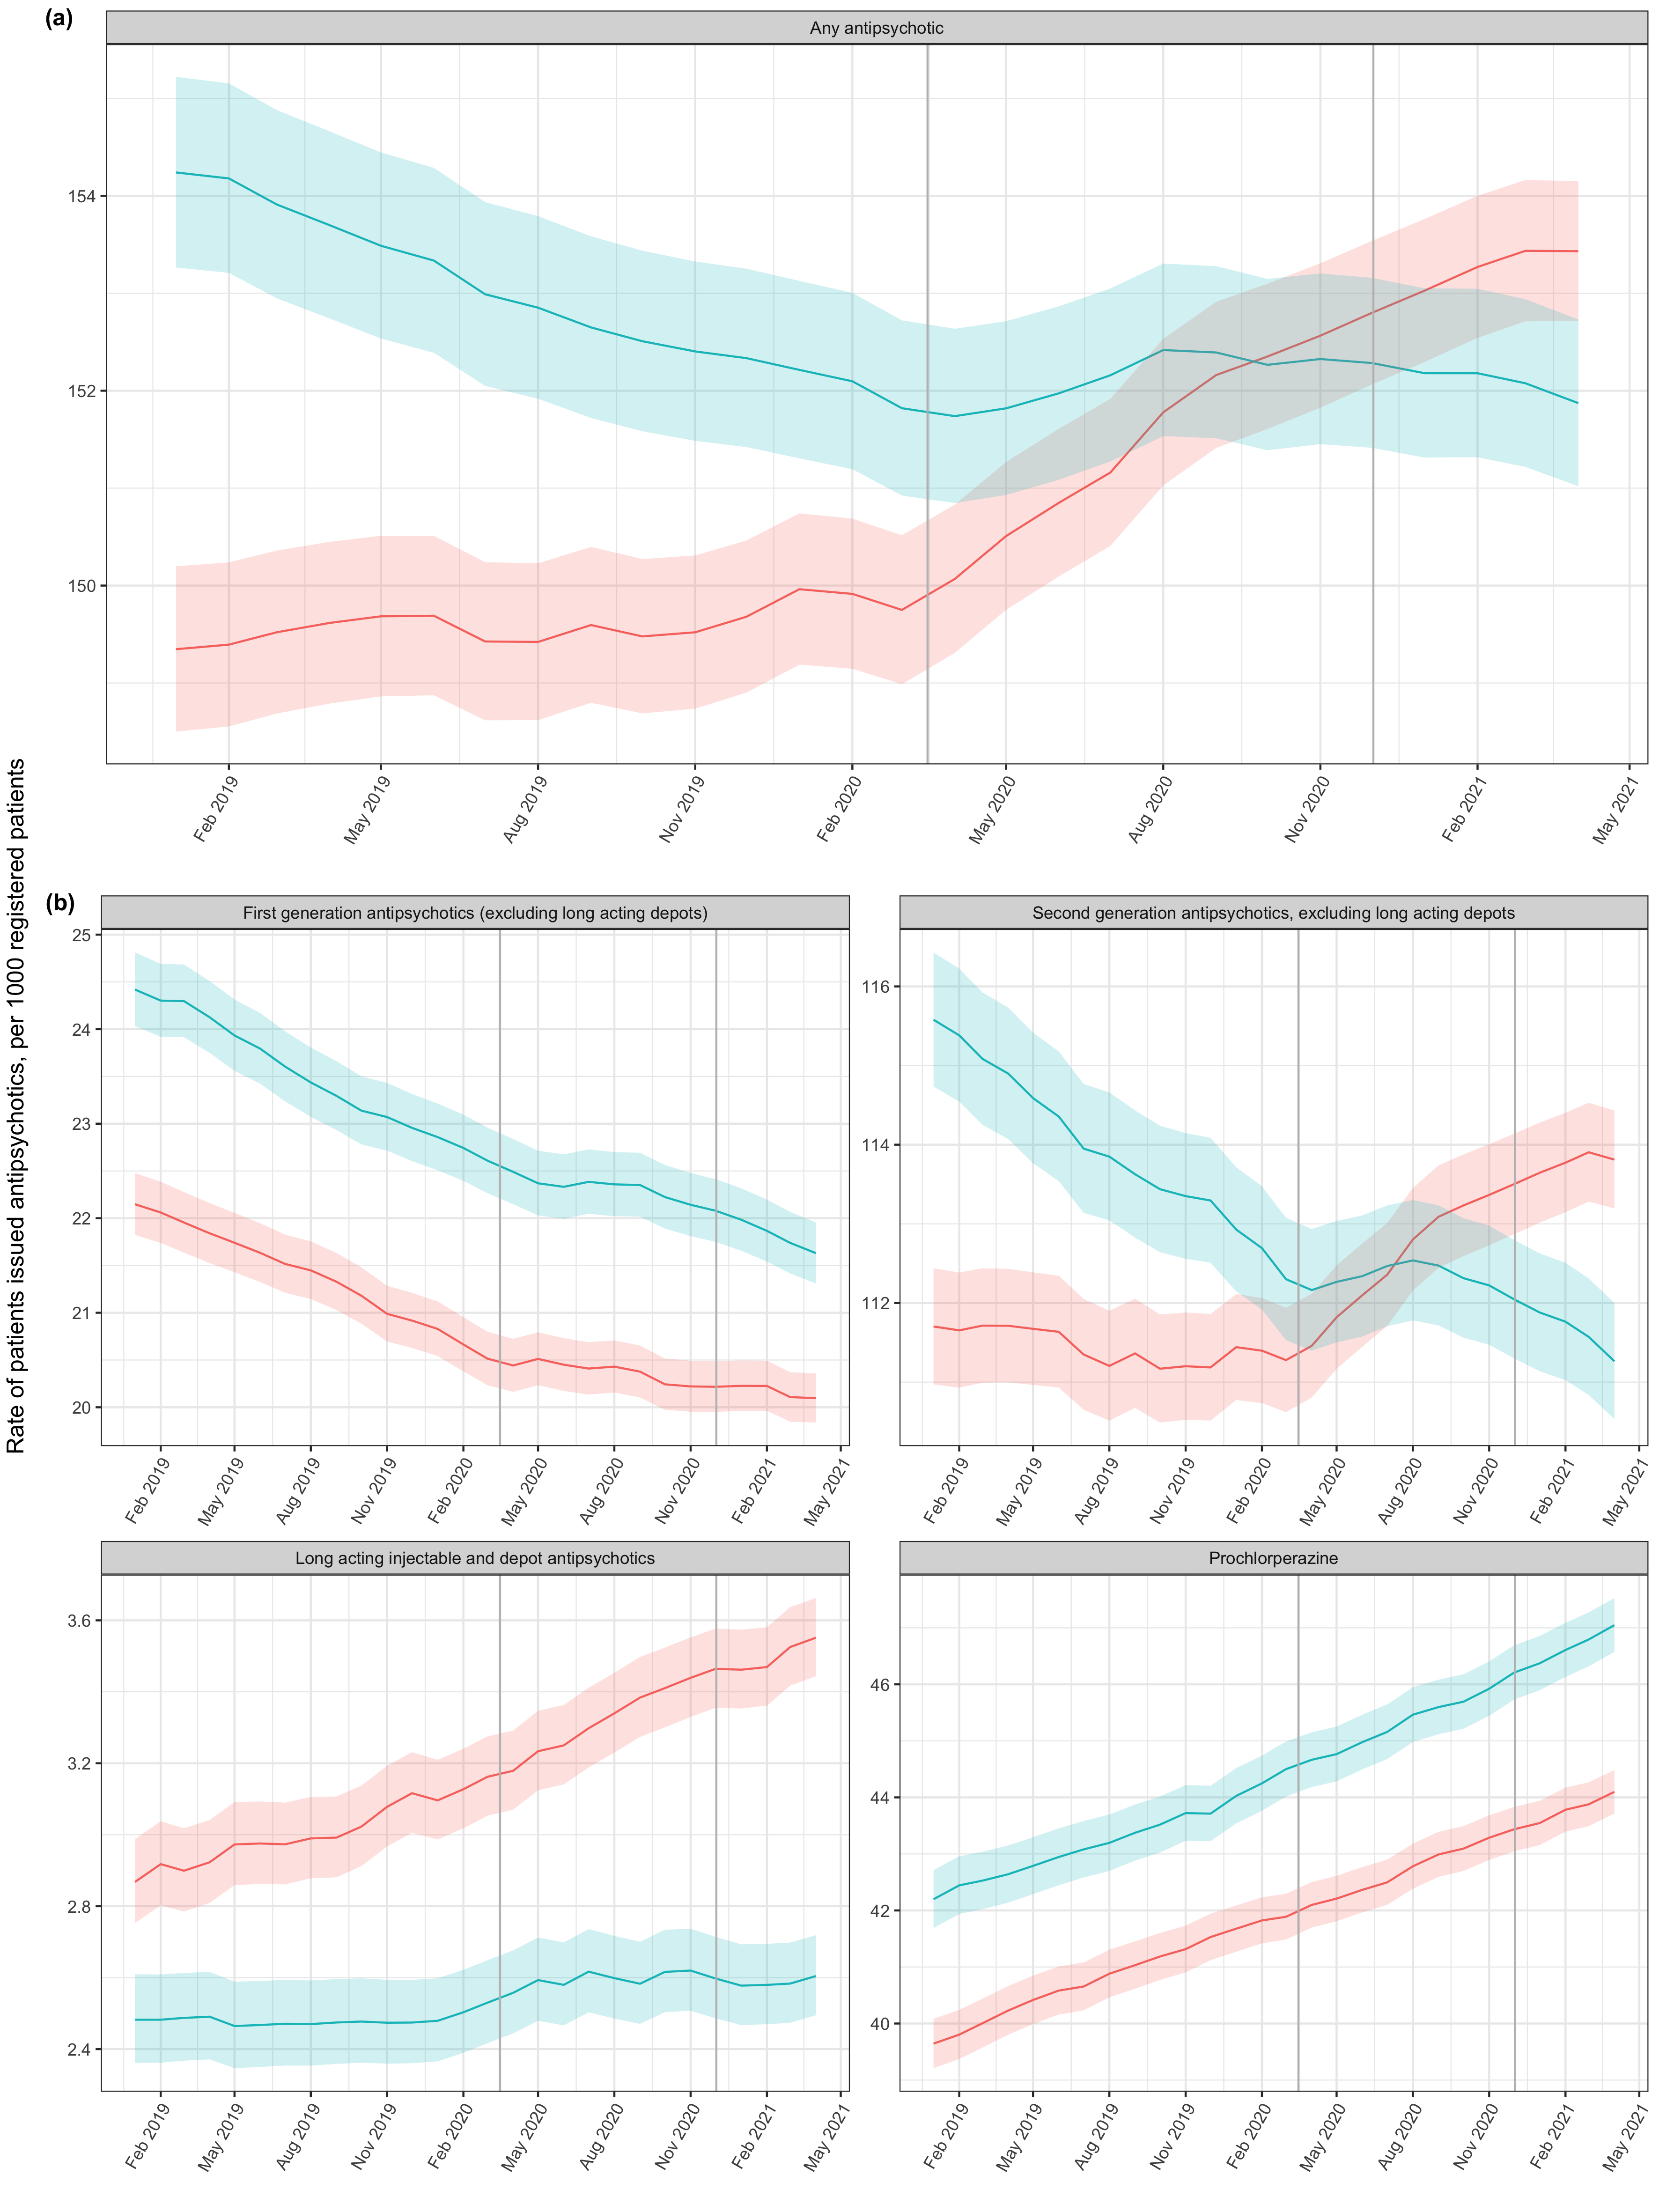 (a)
Any antipsychotic
154
152
150
Feb 2019
May 2019
Aug 2019
Nov 2019
Feb 2020
May 2020
Aug 2020
Nov 2020
Feb 2021
May 2021
Rate of patients issued antipsychotics, per 1000 registered patients
(b)
First generation antipsychotics (excluding long acting depots)
25
24
23
22
21
20
Feb 2019
May 2019
Aug 2019
Nov 2019
Feb 2020
May 2020
Aug 2020
Nov 2020
Feb 2021
May 2021
Second generation antipsychotics, excluding long acting depots
116
114
112
Feb 2019
May 2019
Aug 2019
Nov 2019
Feb 2020
May 2020
Aug 2020
Nov 2020
Feb 2021
May 2021
Long acting injectable and depot antipsychotics
3.6
3.2
2.8
2.4
Feb 2019
May 2019
Aug 2019
Nov 2019
Feb 2020
May 2020
Aug 2020
Nov 2020
Feb 2021
May 2021
Prochlorperazine
46
44
42
40
Feb 2019
May 2019
Aug 2019
Nov 2019
Feb 2020
May 2020
Aug 2020
Nov 2020
Feb 2021
May 2021